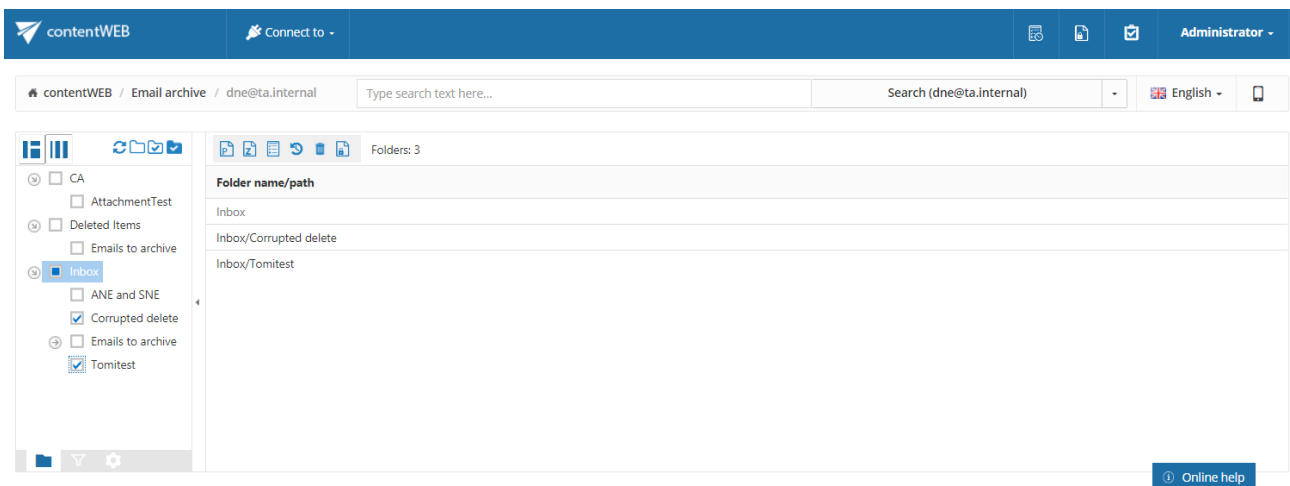 contentWEB
Connect to
Administrator
contentWEB / Email archive / dne@ta.internal
Type search text here...
Search (dne@ta.internal)
English
P Z
Folders: 3
CA
AttachmentTest
Deleted Items
Emails to archive
Inbox
ANE and SNE
Corrupted delete
Emails to archive
Tomitest
Folder name/path
Inbox
Inbox/Corrupted delete
Inbox/Tomitest
Online help